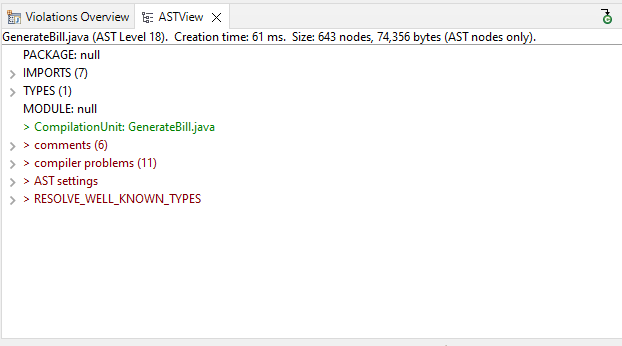 Violations Overview ASTView
GenerateBill.java (AST Level 18). Creation time: 61 ms. Size: 643 nodes, 74,356 bytes (AST nodes only).
PACKAGE: null
IMPORTS (7)
TYPES (1)
MODULE: null
> CompilationUnit: GenerateBill.java
> comments (6)
> compiler problems (11)
> AST settings
> RESOLVE_WELL_KNOWN_TYPES